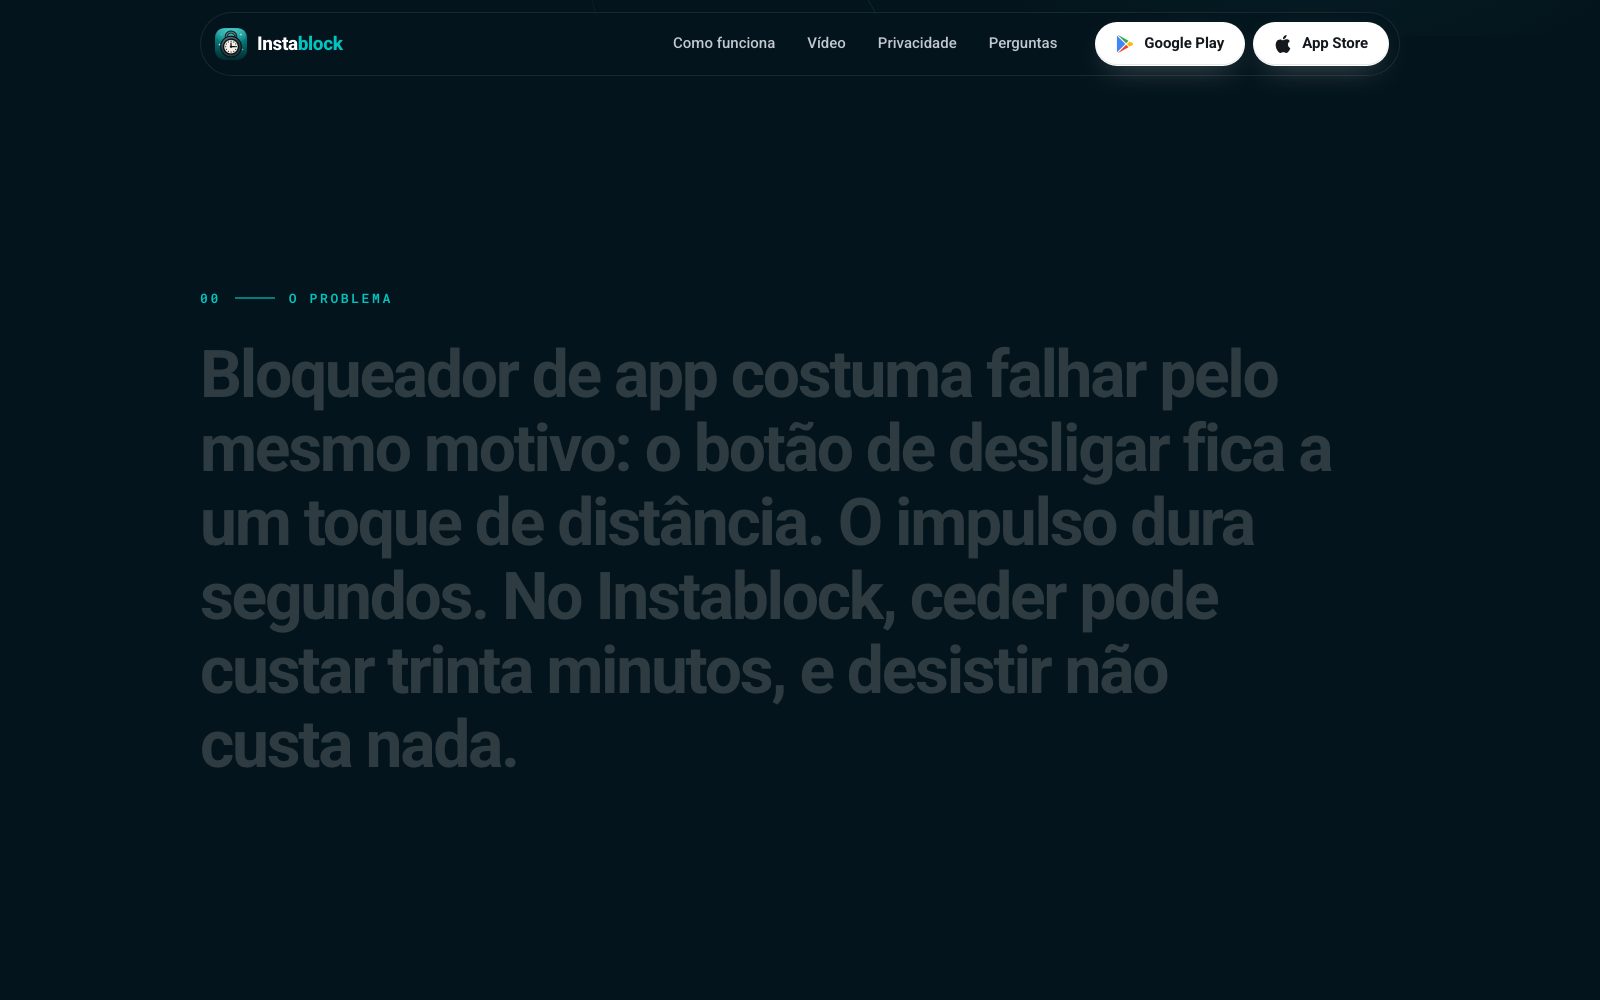 Instablock
Como funciona
Vídeo
Privacidade
Perguntas
Google Play
App Store
00 O PROBLEMA
Bloqueador de app costuma falhar pelo
mesmo motivo: o botão de desligar fica a
um toque de distância. O impulso dura
segundos. No Instablock, ceder pode
custar trinta minutos, e desistir não
custa nada.